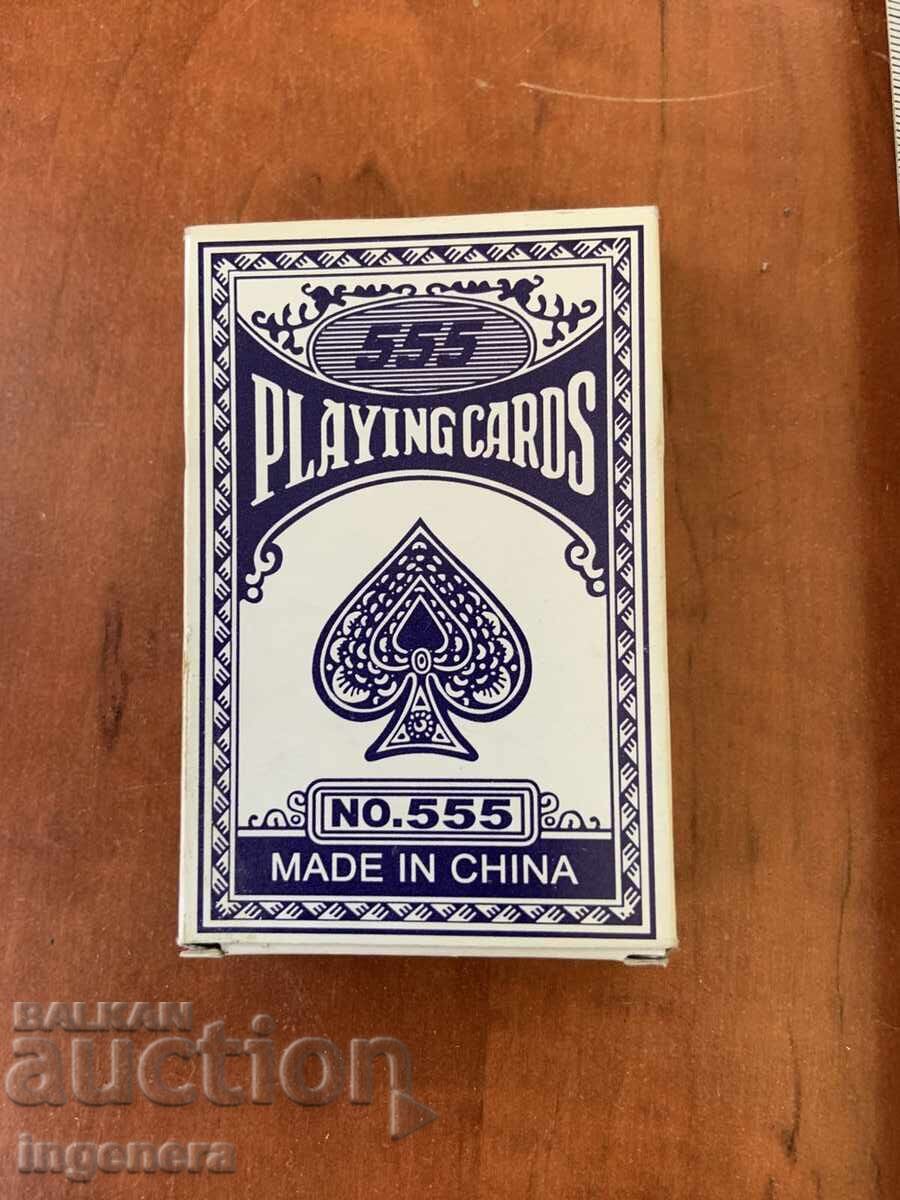 555
PLAYING CARDS
NO.555
MADE IN CHINA
BALKAN
auction
ingenera